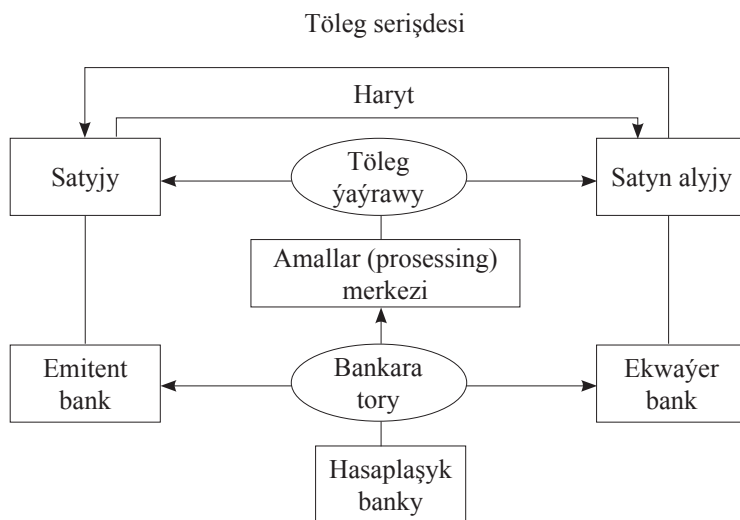 Töleg serişdesi
Haryt
Satyjy
Töleg
ýaýrawy
Satyn alyjy
Amallar (prosessing)
merkezi
Emitent
bank
Bankara
tory
Ekwaýer
bank
Hasaplaşyk
banky